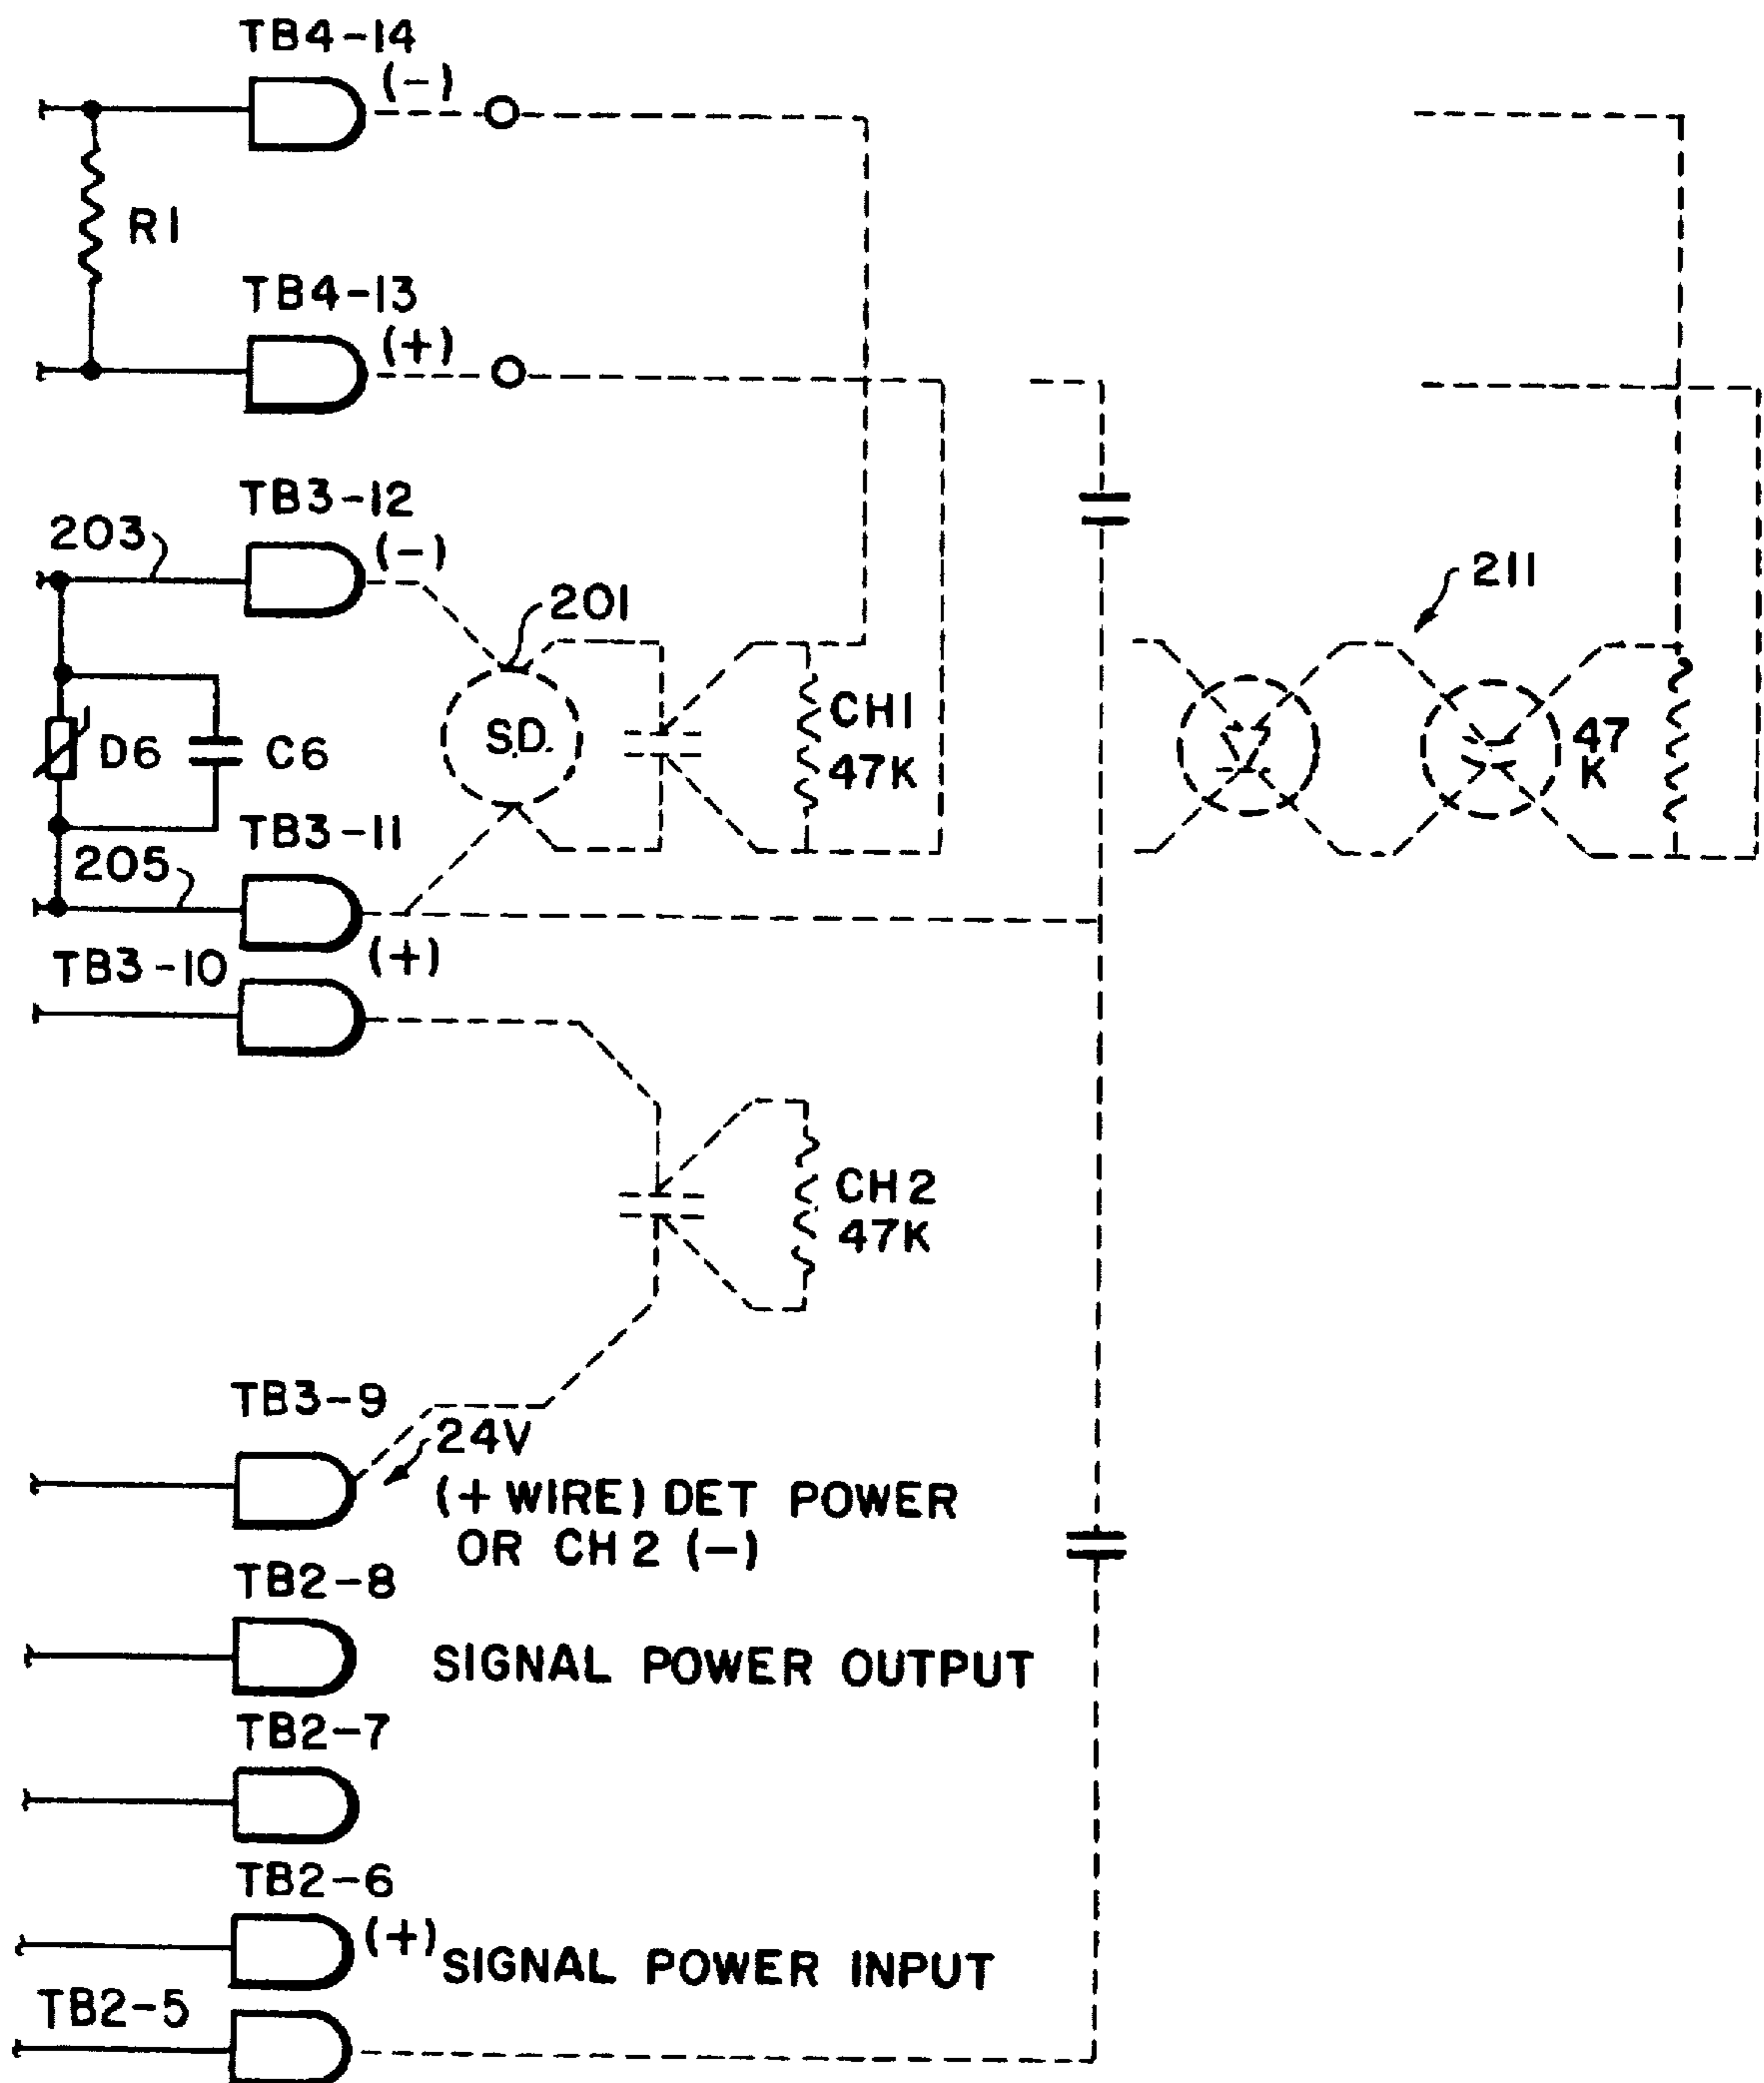 TB4-14
(-)
R1
TB4-13
(+)
TB3-12
203
(-)
201
211
S.D.
CH1
47K
47
K
D6
C6
TB3-11
205
(+)
TB3-10
CH2
47K
TB3-9
24V
(+ WIRE) DET POWER
OR CH2 (-)
TB2-8
SIGNAL POWER OUTPUT
TB2-7
TB2-6
(+)
SIGNAL POWER INPUT
TB2-5